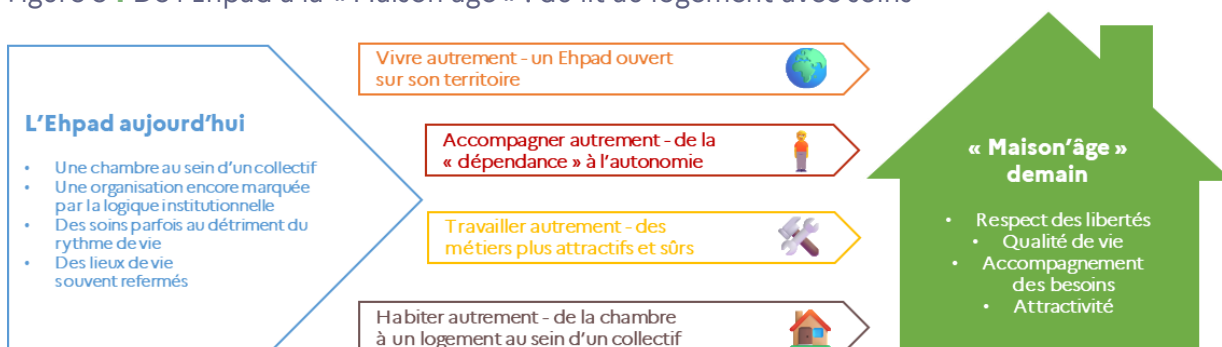 L'Ehpad aujourd'hui
• Une chambre au sein d'un collectif
• Une organisation encore marquée
par la logique institutionnelle
• Des soins parfois au détriment du
rythme de vie
• Des lieux de vie
souvent refermés
Vivre autrement - un Ehpad ouvert
sur son territoire
Accompagner autrement - de la
« dépendance » à l'autonomie
Travailler autrement - des
métiers plus attractifs et sûrs
Habiter autrement - de la chambre
à un logement au sein d'un collectif
« Maison'âge »
demain
• Respect des libertés
• Qualité de vie
• Accompagnement
des besoins
• Attractivité